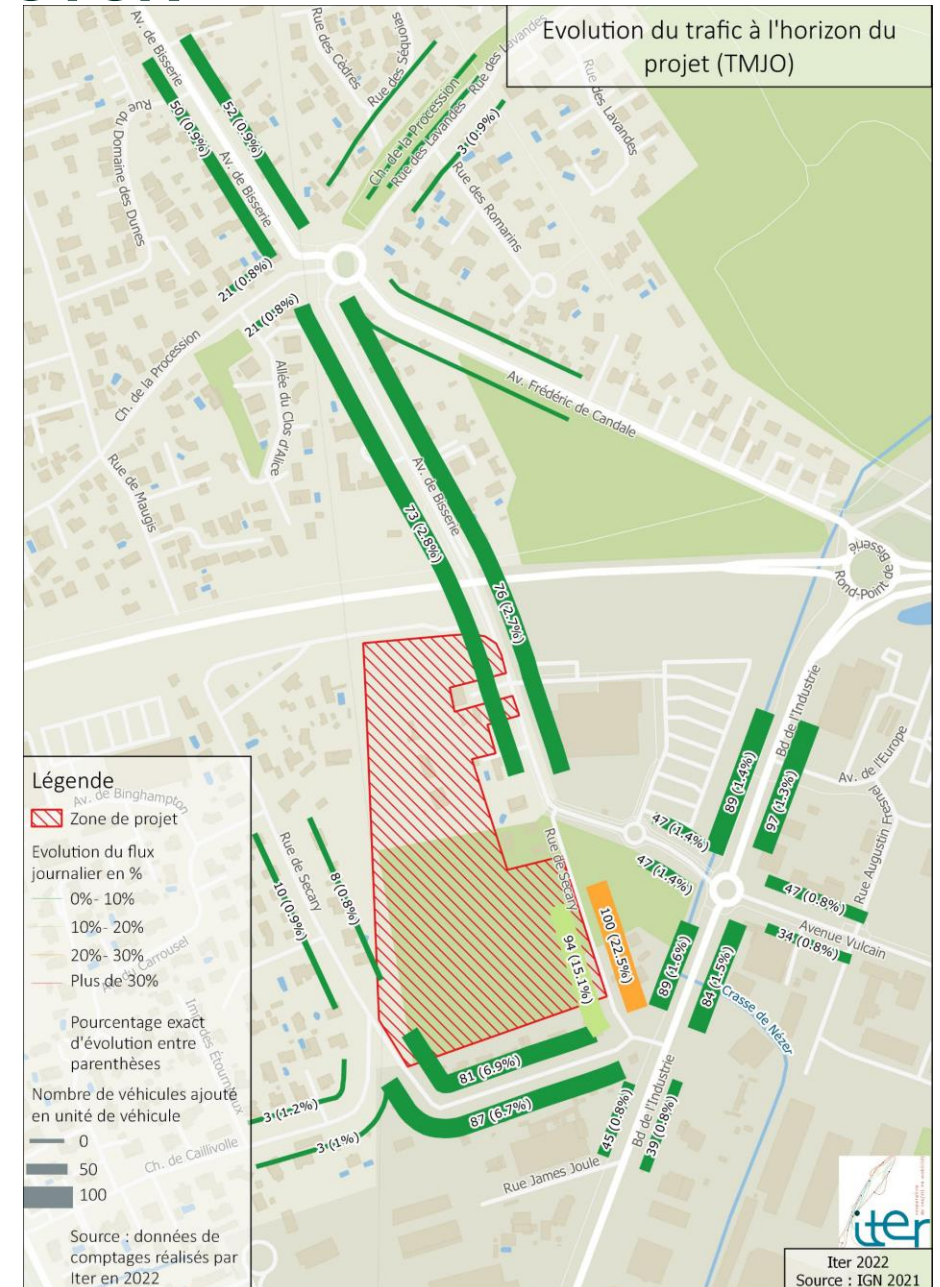 Evolution du trafic à l'horizon du
projet (TMJO)
Av. de Bisserie
Rue des Cèdres
Rue des Séquoias
Ch. de la Procession
Rue des Lavandes
Rue des Lavandes
Rue des Lavandes
3 (0.9%)
50 (0.9%)
52 (0.9%)
Rue du
Domaine des Dunes
Av. de Bisserie
Rue des Romarins
21 (0.8%)
21 (0.8%)
Ch. de la Procession
Allée du Clos d'Alice
Rue de Maugis
Av. Frédéric de Candale
Av. de Bisserie
73 (2.8%)
76 (2.7%)
Rond-Point de
Bisserié
Bd de l'Industrie
89 (1.4%)
97 (1.3%)
Av. de l'Europe
Rue Augustin Fresnel
47 (1.4%)
47 (1.4%)
47 (0.8%)
34 (0.8%)
Avenue Vulcain
Rue de Secary
94 (15.1%)
100 (22.5%)
89 (1.6%)
84 (1.5%)
Crasse de Nézer
Rue de Secary
10 (0.9%)
8 (0.8%)
81 (6.9%)
87 (6.7%)
3 (1.2%)
3 (1%)
45 (0.8%)
39 (0.8%)
Bd de l'Industrie
Rue James Joule
Légende
Av. de Binghampton
Zone de projet
Evolution du flux
journalier en %
0%- 10%
10%- 20%
20%- 30%
du Carrousel
Plus de 30%
Pourcentage exact
d'évolution entre
parenthèses
Imp. des Étourneaux
Nombre de véhicules ajouté
en unité de véhicule
0
Ch. de Caillivolle
50
100
Source : données de
comptages réalisés par
Iter en 2022
iter
Iter 2022
Source : IGN 2021